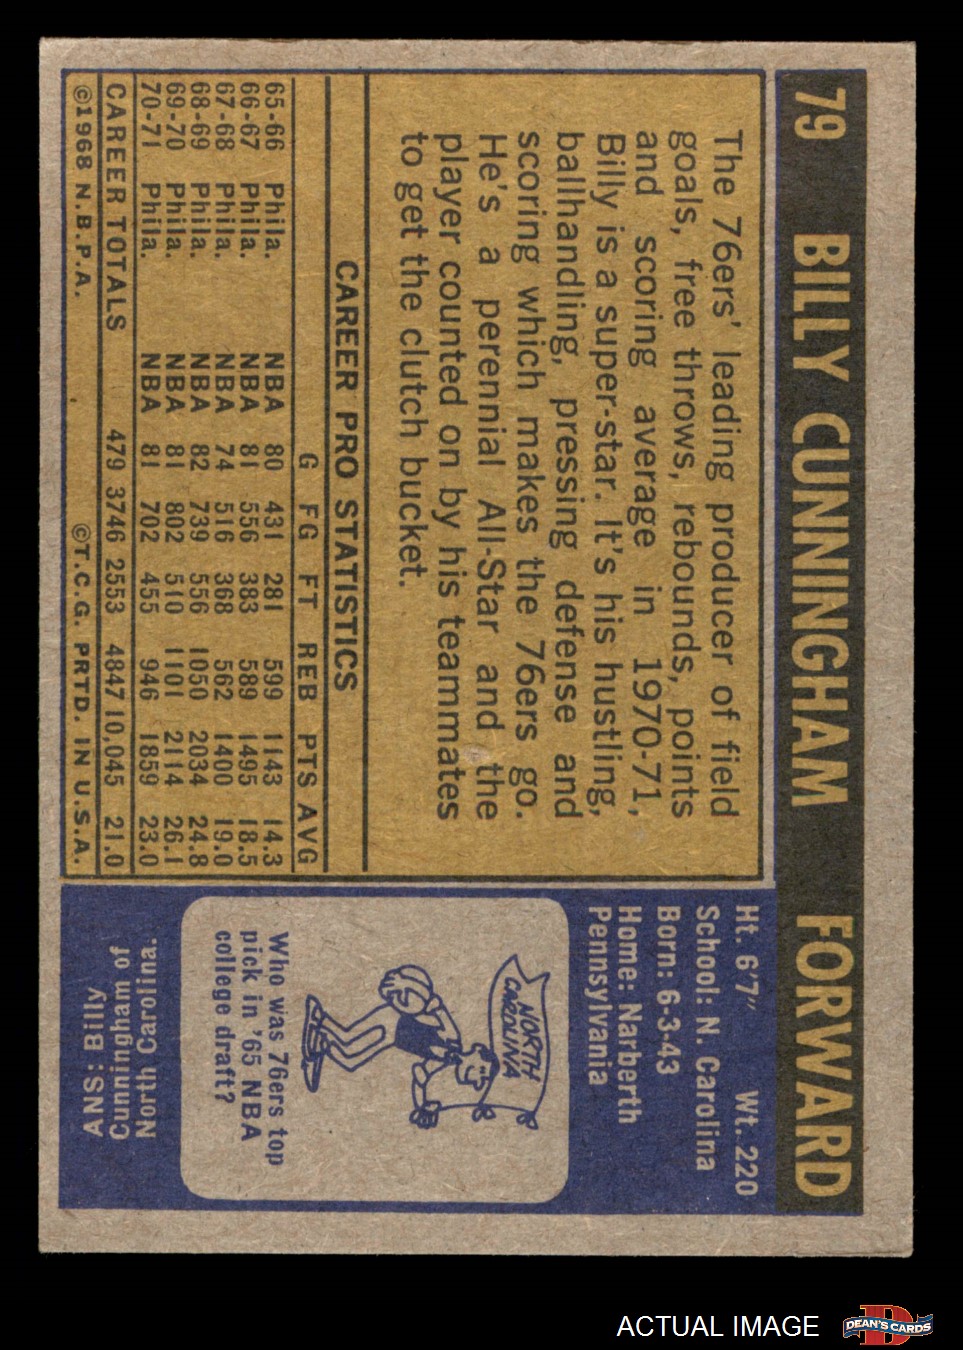 79 BILLY CUNNINGHAM FORWARD
The 76ers' leading producer of field
goals, free throws, rebounds, points
and scoring average in 1970-71,
Billy is a super-star. It's his hustling,
ballhandling, pressing defense and
scoring which makes the 76ers go.
He's a perennial All-Star and the
player counted on by his teammates
to get the clutch bucket.
CAREER PRO STATISTICS
G FG FT REB PTS AVG
65-66 Phila. NBA 80 431 281 599 1143 14.3
66-67 Phila. NBA 81 556 383 589 1495 18.5
67-68 Phila. NBA 74 516 368 562 1400 19.0
68-69 Phila. NBA 82 739 556 1050 2034 24.8
69-70 Phila. NBA 81 802 510 1101 2114 26.1
70-71 Phila. NBA 81 702 455 946 1859 23.0
CAREER TOTALS 479 3746 2553 4847 10,045 21.0
©1968 N.B.P.A. ©T.C.G. PRTD. IN U.S.A.
Ht. 6'7" Wt. 220
School: N. Carolina
Born: 6-3-43
Home: Narberth
Pennsylvania
NORTH
CAROLINA
Who was 76ers top
pick in '65 NBA
college draft?
ANS: Billy
Cunningham of
North Carolina.
ACTUAL IMAGE
D
DEAN'S CARDS